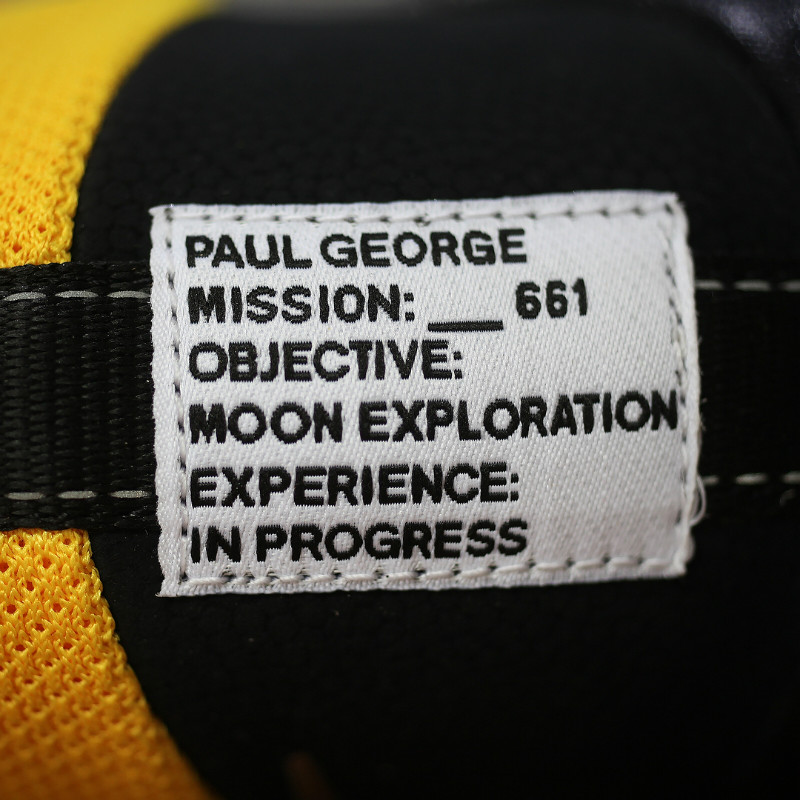 PAUL GEORGE
MISSION: ___ 661
OBJECTIVE:
MOON EXPLORATION
EXPERIENCE:
IN PROGRESS